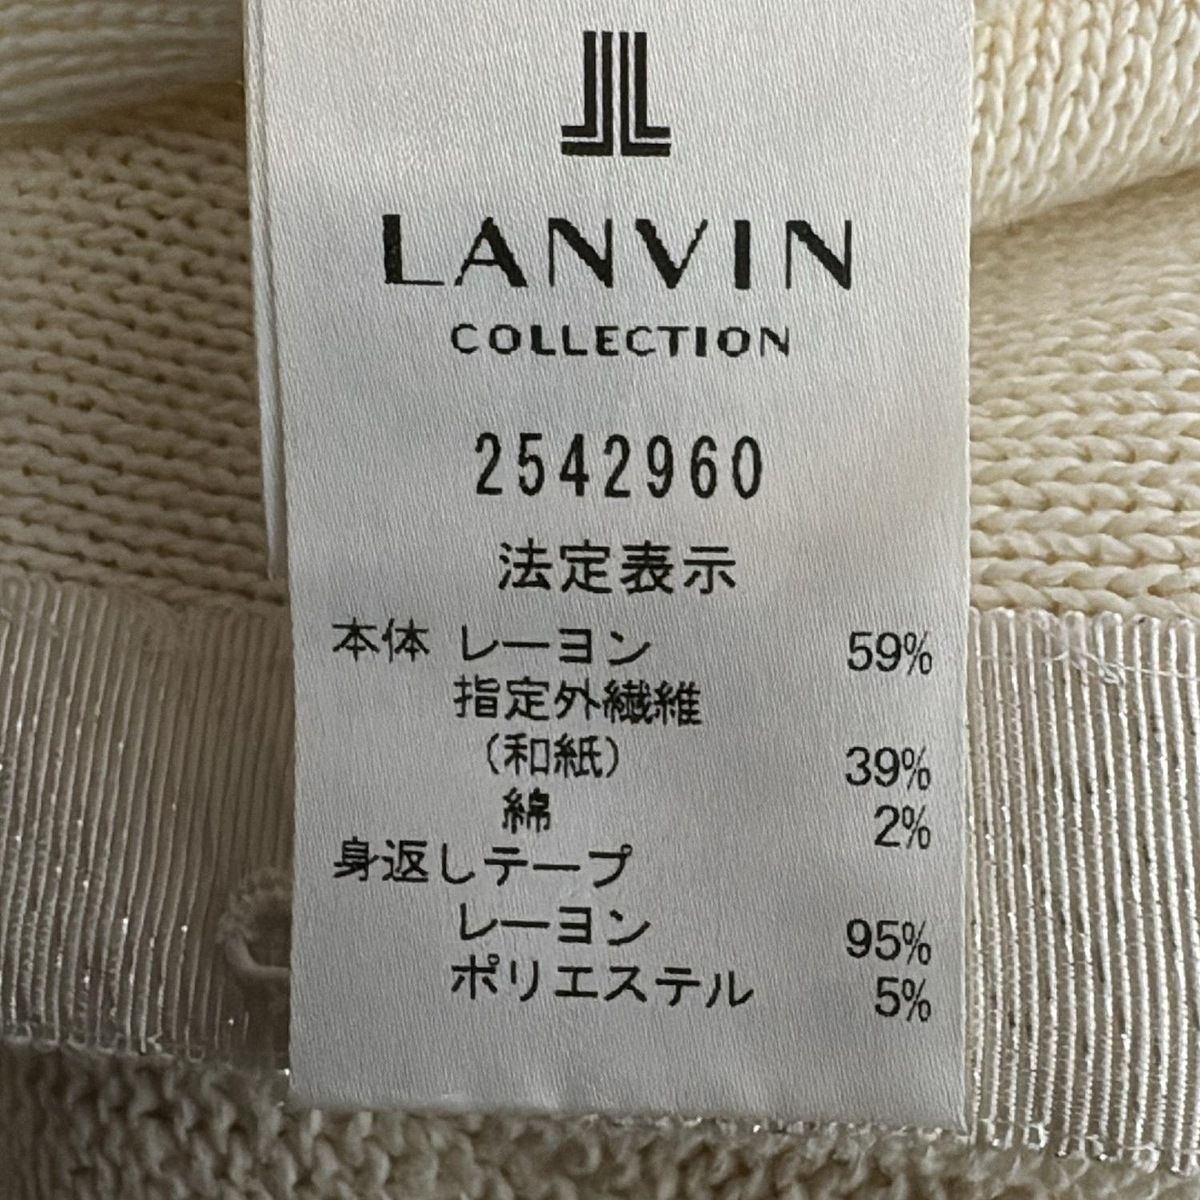 LANVIN
COLLECTION
2542960
法定表示
本体 レーヨン 59%
指定外繊維
(和紙) 39%
綿 2%
身返しテープ
レーヨン 95%
ポリエステル 5%